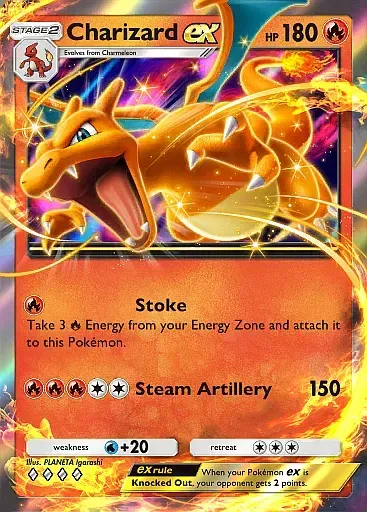 STAGE 2 Charizard ex HP 180
Evolves from Charmeleon
Stoke
Take 3 Energy from your Energy Zone and attach it
to this Pokémon.
Steam Artillery 150
weakness +20 retreat
Illus. PLANETA Igarashi
ex rule When your Pokémon ex is
Knocked Out, your opponent gets 2 points.